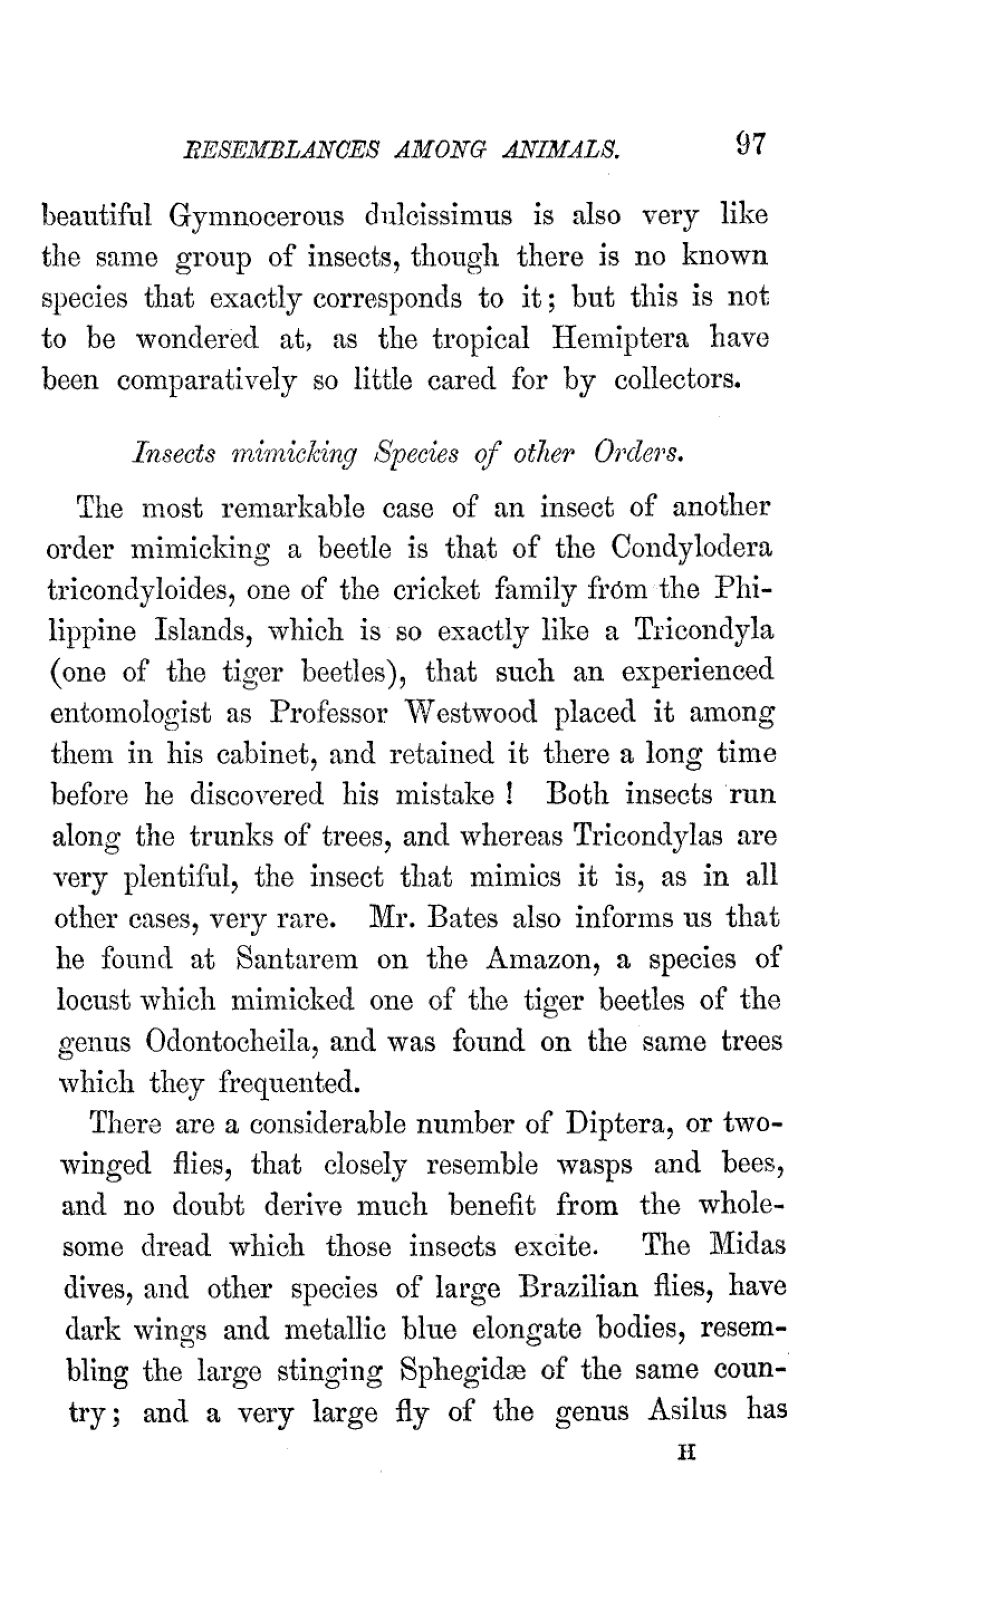 RESEMBLANCES AMONG ANIMALS. 97
beautiful Gymnocerous dulcissimus is also very like
the same group of insects, though there is no known
species that exactly corresponds to it; but this is not
to be wondered at, as the tropical Hemiptera have
been comparatively so little cared for by collectors.
Insects mimicking Species of other Orders.
The most remarkable case of an insect of another
order mimicking a beetle is that of the Condylodera
tricondyloides, one of the cricket family from the Phi-
lippine Islands, which is so exactly like a Tricondyla
(one of the tiger beetles), that such an experienced
entomologist as Professor Westwood placed it among
them in his cabinet, and retained it there a long time
before he discovered his mistake! Both insects run
along the trunks of trees, and whereas Tricondylas are
very plentiful, the insect that mimics it is, as in all
other cases, very rare. Mr. Bates also informs us that
he found at Santarem on the Amazon, a species of
locust which mimicked one of the tiger beetles of the
genus Odontocheila, and was found on the same trees
which they frequented.
There are a considerable number of Diptera, or two-
winged flies, that closely resemble wasps and bees,
and no doubt derive much benefit from the whole-
some dread which those insects excite. The Midas
dives, and other species of large Brazilian flies, have
dark wings and metallic blue elongate bodies, resem-
bling the large stinging Sphegidæ of the same coun-
try; and a very large fly of the genus Asilus has
H